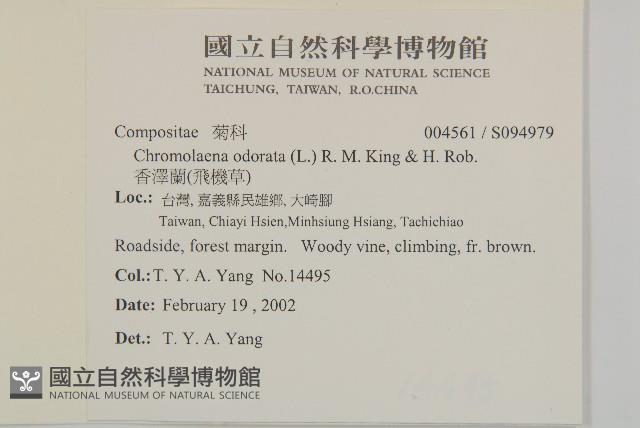 國立自然科學博物館
NATIONAL MUSEUM OF NATURAL SCIENCE
TAICHUNG, TAIWAN, R.O.CHINA
Compositae 菊科 004561 / S094979
Chromolaena odorata (L.) R. M. King & H. Rob.
香澤蘭(飛機草)
Loc.: 台灣, 嘉義縣民雄鄉, 大崎腳
Taiwan, Chiayi Hsien,Minhsiung Hsiang, Tachichiao
Roadside, forest margin. Woody vine, climbing, fr. brown.
Col.: T. Y. A. Yang No.14495
Date: February 19 , 2002
Det.: T. Y. A. Yang
國立自然科學博物館
NATIONAL MUSEUM OF NATURAL SCIENCE